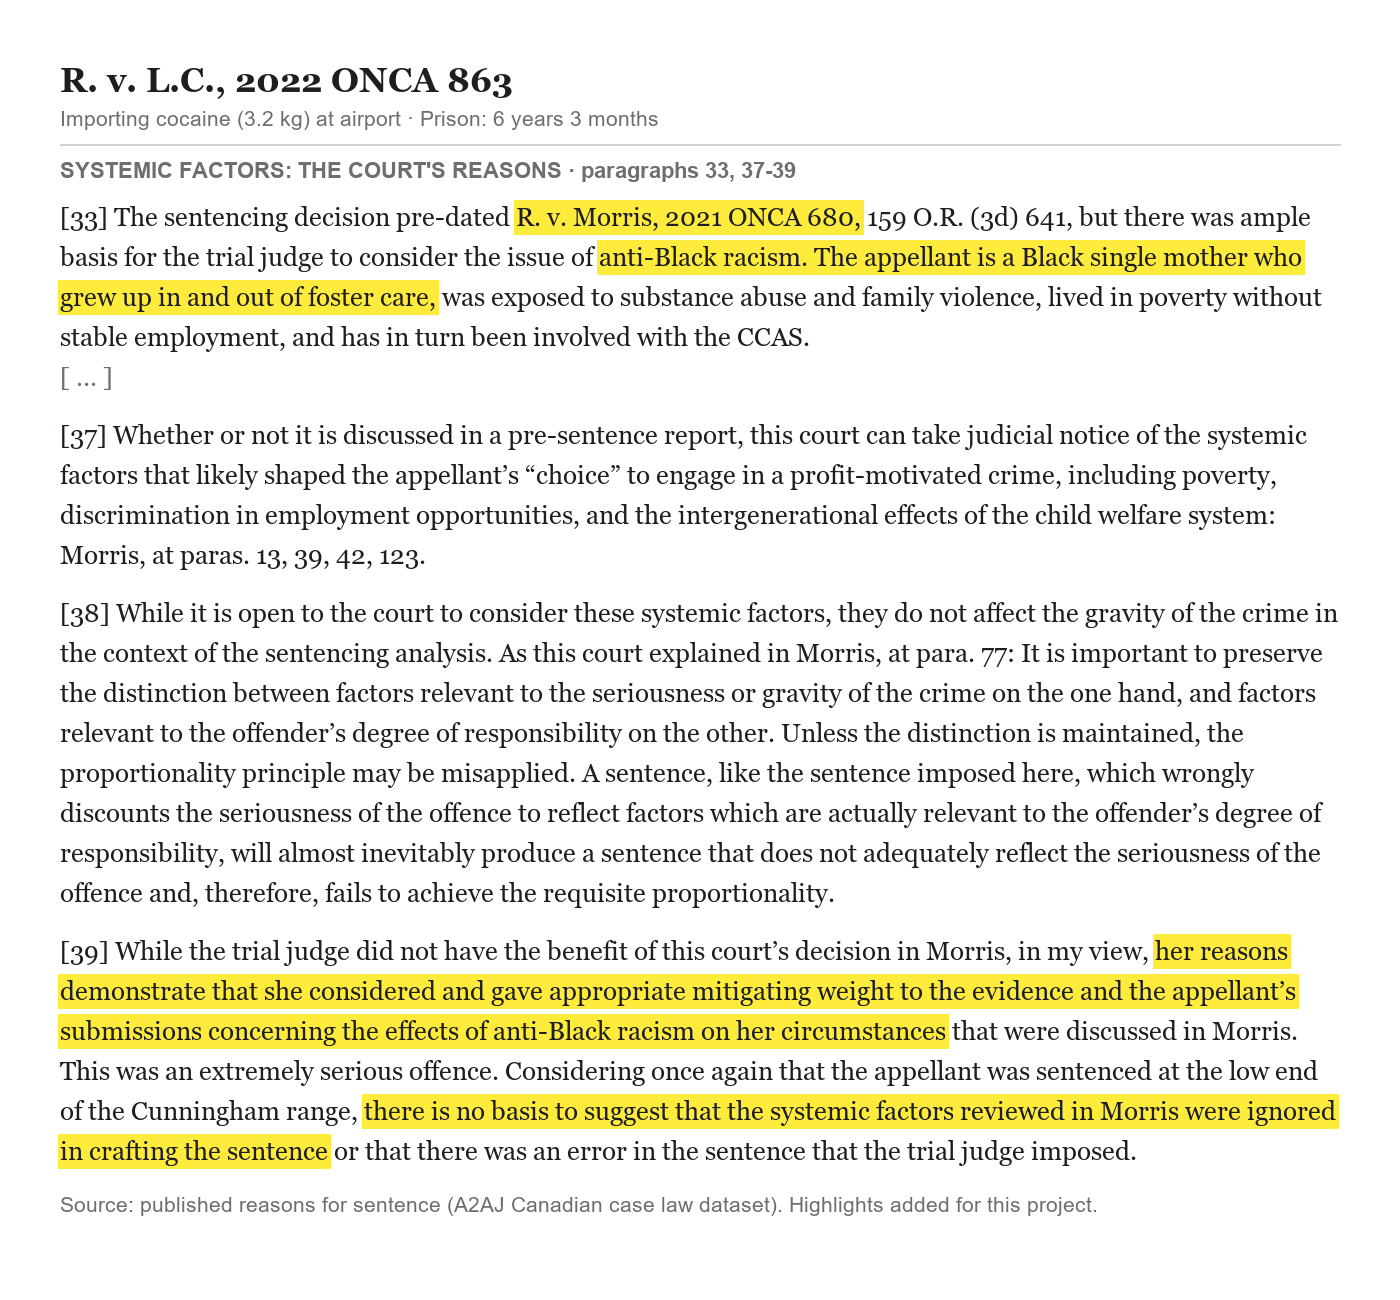 R. v. L.C., 2022 ONCA 863
Importing cocaine (3.2 kg) at airport · Prison: 6 years 3 months
SYSTEMIC FACTORS: THE COURT'S REASONS · paragraphs 33, 37-39
[33] The sentencing decision pre-dated R. v. Morris, 2021 ONCA 680, 159 O.R. (3d) 641, but there was ample
basis for the trial judge to consider the issue of anti-Black racism. The appellant is a Black single mother who
grew up in and out of foster care, was exposed to substance abuse and family violence, lived in poverty without
stable employment, and has in turn been involved with the CCAS.
[ ... ]
[37] Whether or not it is discussed in a pre-sentence report, this court can take judicial notice of the systemic
factors that likely shaped the appellant’s “choice” to engage in a profit-motivated crime, including poverty,
discrimination in employment opportunities, and the intergenerational effects of the child welfare system:
Morris, at paras. 13, 39, 42, 123.
[38] While it is open to the court to consider these systemic factors, they do not affect the gravity of the crime in
the context of the sentencing analysis. As this court explained in Morris, at para. 77: It is important to preserve
the distinction between factors relevant to the seriousness or gravity of the crime on the one hand, and factors
relevant to the offender’s degree of responsibility on the other. Unless the distinction is maintained, the
proportionality principle may be misapplied. A sentence, like the sentence imposed here, which wrongly
discounts the seriousness of the offence to reflect factors which are actually relevant to the offender’s degree of
responsibility, will almost inevitably produce a sentence that does not adequately reflect the seriousness of the
offence and, therefore, fails to achieve the requisite proportionality.
[39] While the trial judge did not have the benefit of this court’s decision in Morris, in my view, her reasons
demonstrate that she considered and gave appropriate mitigating weight to the evidence and the appellant’s
submissions concerning the effects of anti-Black racism on her circumstances that were discussed in Morris.
This was an extremely serious offence. Considering once again that the appellant was sentenced at the low end
of the Cunningham range, there is no basis to suggest that the systemic factors reviewed in Morris were ignored
in crafting the sentence or that there was an error in the sentence that the trial judge imposed.
Source: published reasons for sentence (A2AJ Canadian case law dataset). Highlights added for this project.